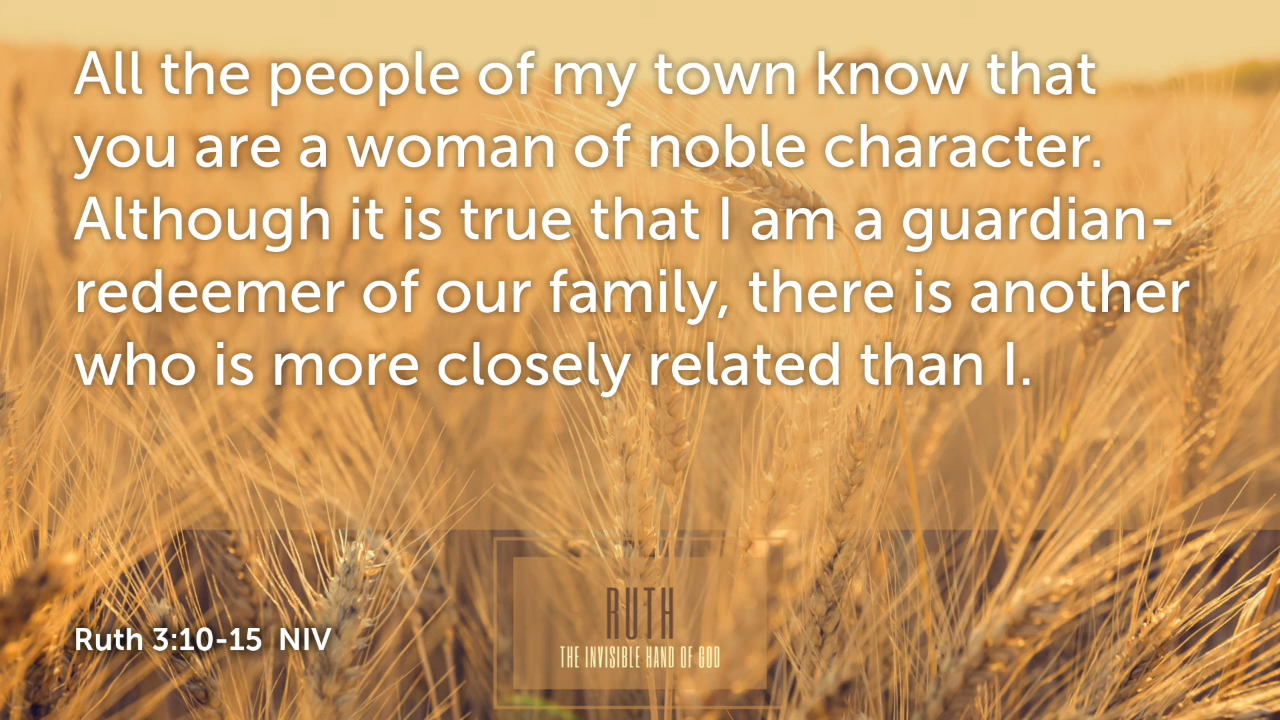 All the people of my town know that
you are a woman of noble character.
Although it is true that I am a guardian-
redeemer of our family, there is another
who is more closely related than I.
Ruth 3:10-15  NIV
RUTH
THE INVISIBLE HAND OF GOD